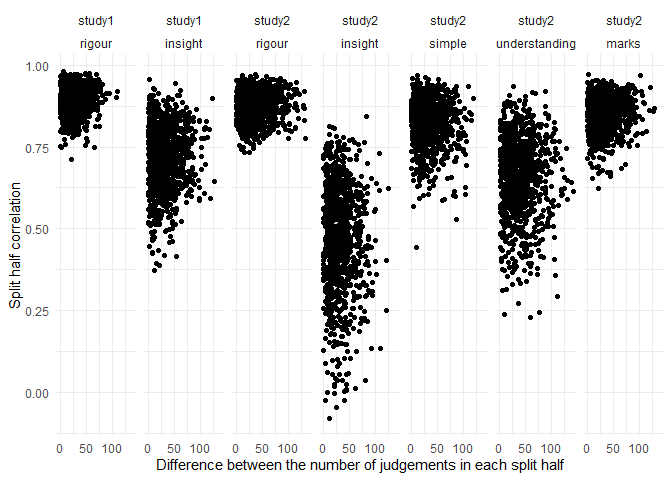 study1 study1 study2 study2 study2 study2 study2
rigour insight rigour insight simple understanding marks
1.00
0.75
0.50
0.25
0.00
Split half correlation
0 50 100 0 50 100 0 50 100 0 50 100 0 50 100 0 50 100 0 50 100
Difference between the number of judgements in each split half